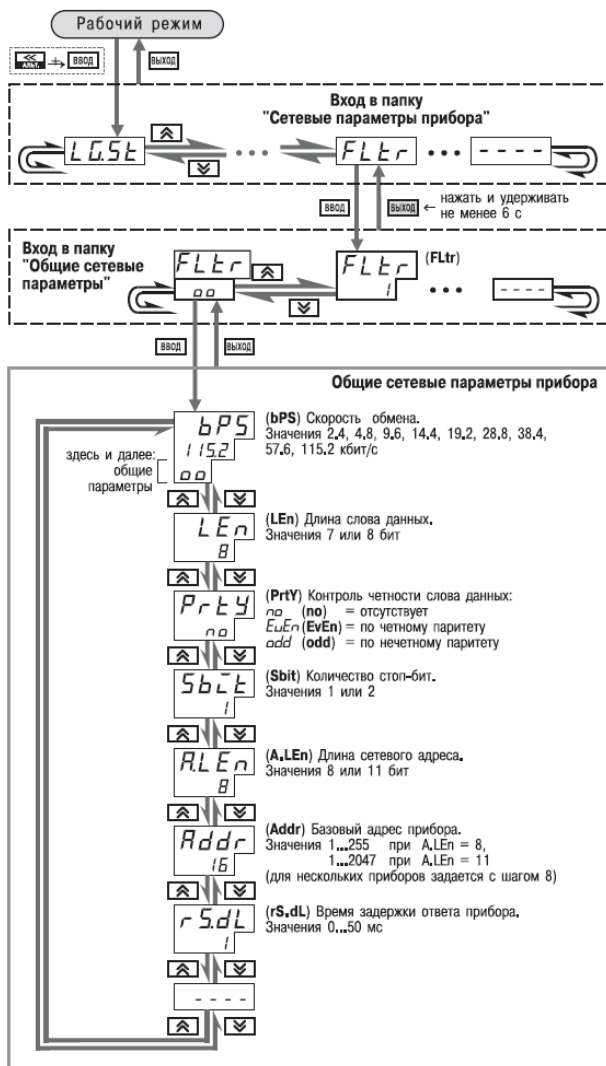 Рабочий режим
≪ АЛЬТ. + ВВОД ВЫХОД
Вход в папку
"Сетевые параметры прибора"
LG.St ••• FLtr ••• ----
ВВОД ВЫХОД ← нажать и удерживать
не менее 6 с
Вход в папку
"Общие сетевые
параметры"
FLtr
oo
FLtr (FLtr)
1 ••• ----
ВВОД ВЫХОД
Общие сетевые параметры прибора
bPS
115.2
oo
здесь и далее:
общие
параметры
(bPS) Скорость обмена.
Значения 2.4, 4.8, 9.6, 14.4, 19.2, 28.8, 38.4,
57.6, 115.2 кбит/с
LEn
8
(LEn) Длина слова данных.
Значения 7 или 8 бит
PrtY
no
(PrtY) Контроль четности слова данных:
no (no) = отсутствует
EvEn (EvEn) = по четному паритету
odd (odd) = по нечетному паритету
Sbit
1
(Sbit) Количество стоп-бит.
Значения 1 или 2
A.LEn
8
(A.LEn) Длина сетевого адреса.
Значения 8 или 11 бит
Addr
16
(Addr) Базовый адрес прибора.
Значения 1...255 при A.LEn = 8,
1...2047 при A.LEn = 11
(для нескольких приборов задается с шагом 8)
rS.dL
1
(rS.dL) Время задержки ответа прибора.
Значения 0...50 мс
----